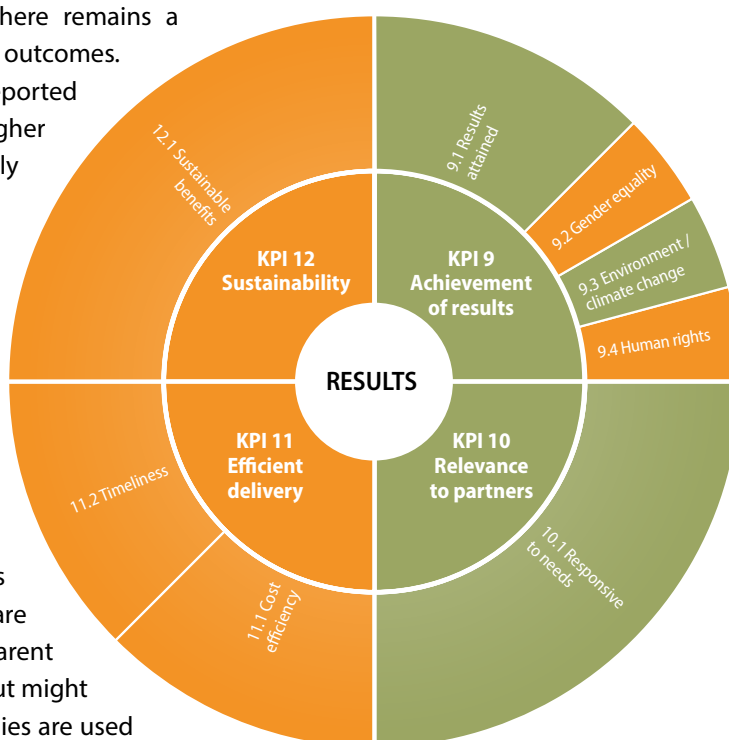 here remains a
outcomes.
eported
gher
ly
12.1 Sustainable
benefits
9.1 Results
attained
9.2 Gender equality
9.3 Environment /
climate change
9.4 Human rights
KPI 12
Sustainability
KPI 9
Achievement
of results
RESULTS
KPI 11
Efficient
delivery
KPI 10
Relevance
to partners
11.2 Timeliness
11.1 Cost
efficiency
10.1 Responsive
to needs
s
are
arent
ut might
ies are used